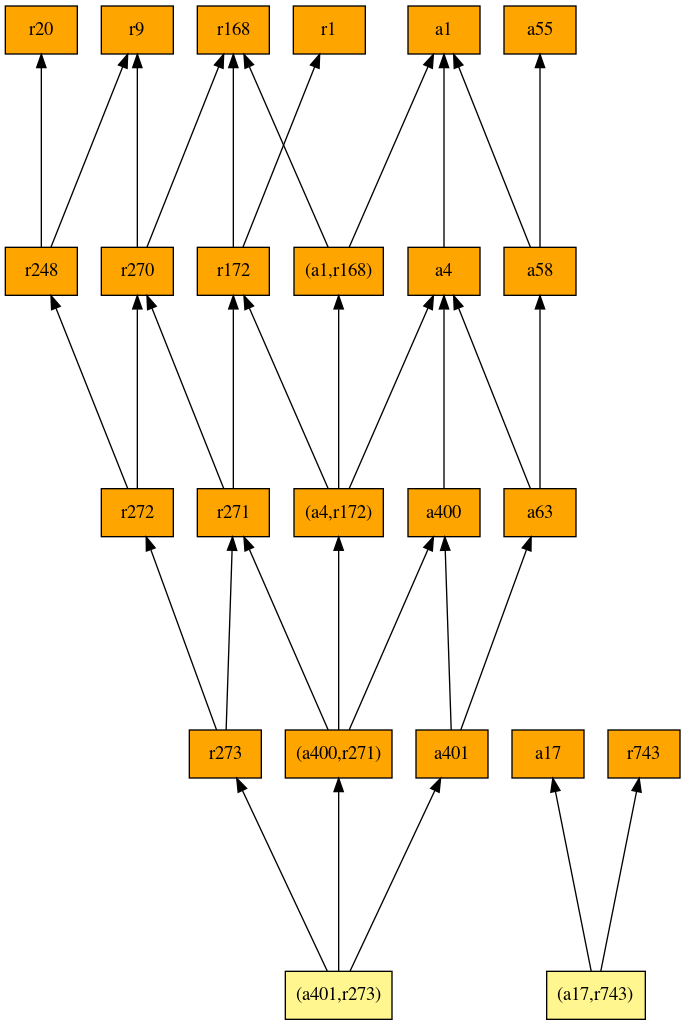 r20
r9
r168
r1
a1
a55
r248
r270
r172
(a1,r168)
a4
a58
r272
r271
(a4,r172)
a400
a63
r273
(a400,r271)
a401
a17
r743
(a401,r273)
(a17,r743)